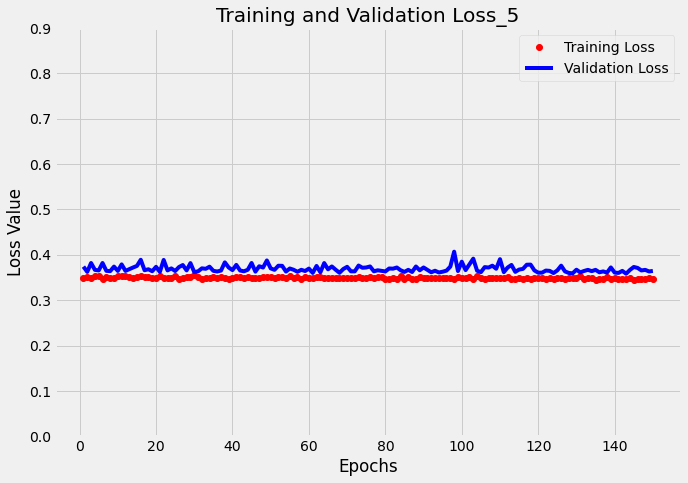 Training and Validation Loss_5
Training Loss
Validation Loss
Loss Value
0.9
0.8
0.7
0.6
0.5
0.4
0.3
0.2
0.1
0.0
0 20 40 60 80 100 120 140
Epochs